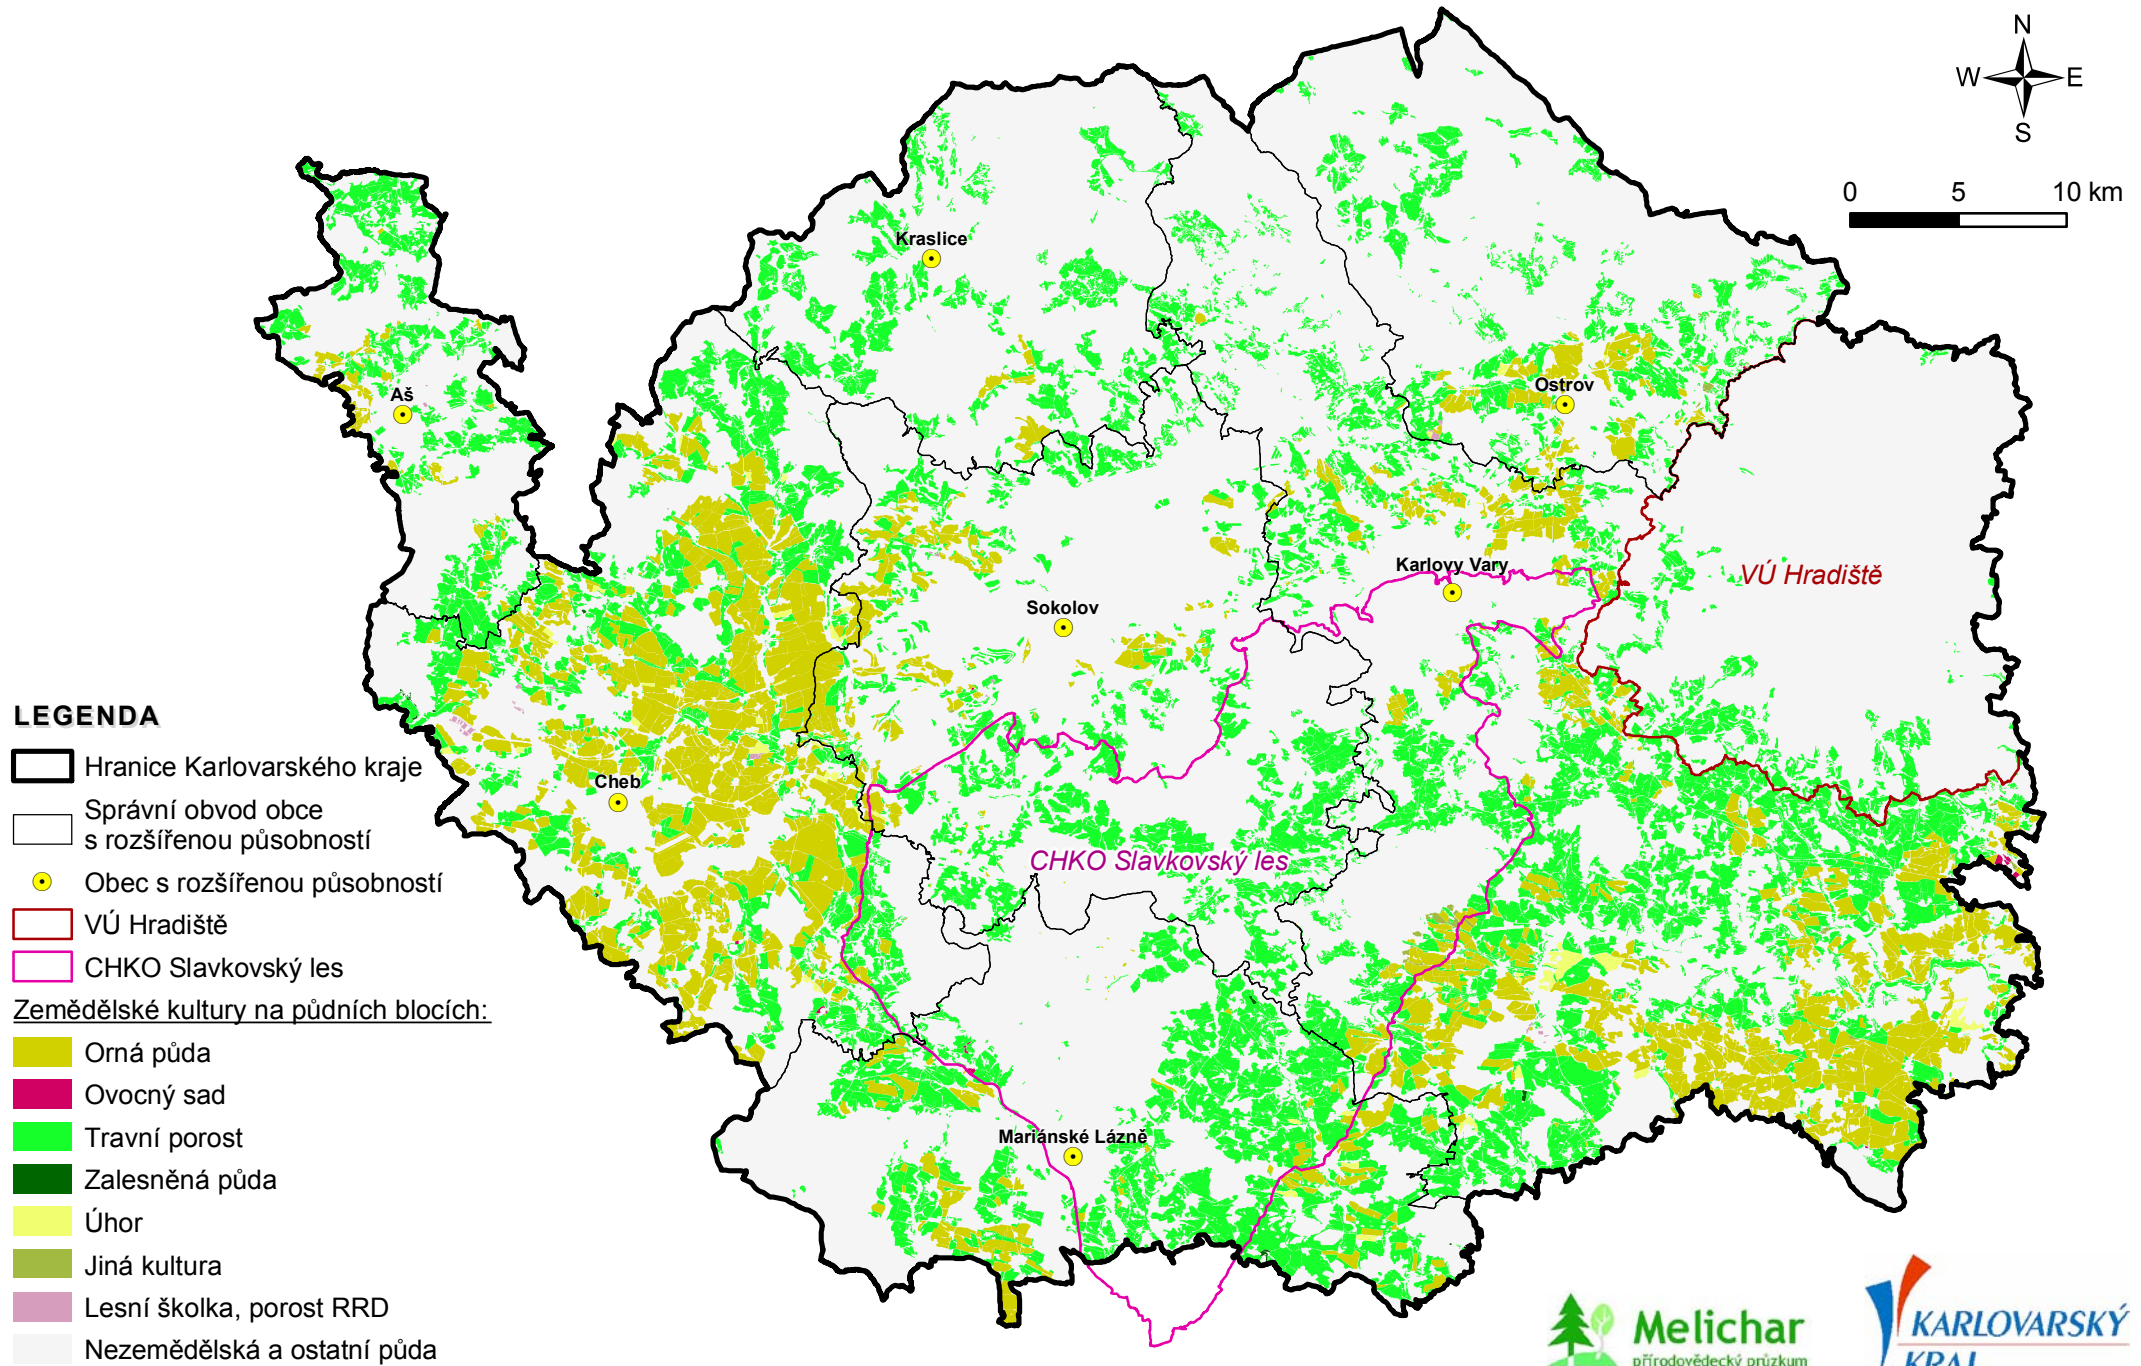 N
W E
S
0 5 10 km
Kraslice
Aš
Ostrov
Karlovy Vary
VÚ Hradiště
Sokolov
Cheb
CHKO Slavkovský les
Mariánské Lázně
LEGENDA
Hranice Karlovarského kraje
Správní obvod obce
s rozšířenou působností
Obec s rozšířenou působností
VÚ Hradiště
CHKO Slavkovský les
Zemědělské kultury na půdních blocích:
Orná půda
Ovocný sad
Travní porost
Zalesněná půda
Úhor
Jiná kultura
Lesní školka, porost RRD
Nezemědělská a ostatní půda
Melichar
přírodovědecký průzkum
KARLOVARSKÝ
KRAJ